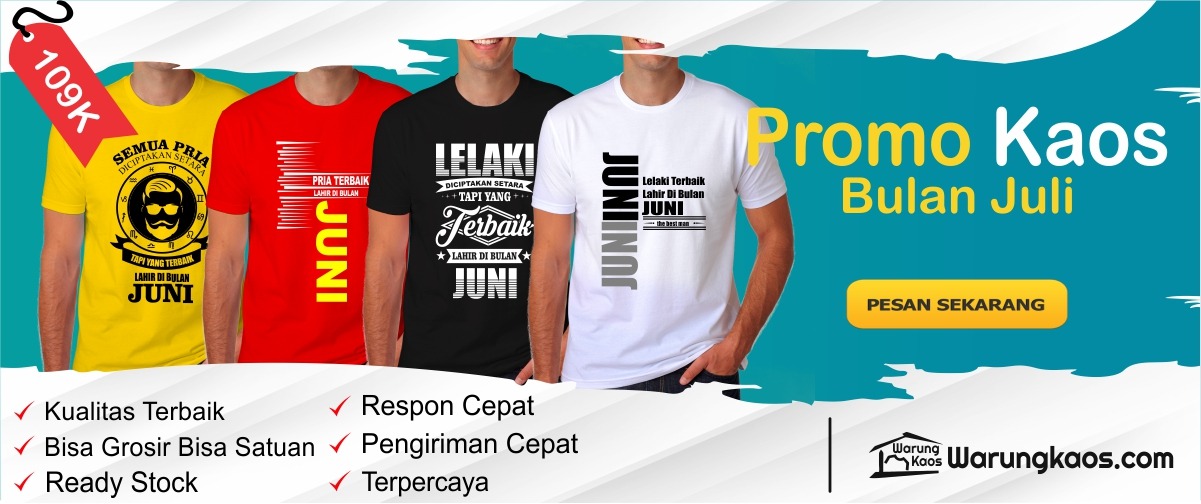 109K
SEMUA PRIA
DICIPTAKAN SETARA
TAPI YANG TERBAIK
LAHIR DI BULAN
JUNI
PRIA TERBAIK
LAHIR DI BULAN
JUNI
LELAKI
DICIPTAKAN SETARA
TAPI YANG
Terbaik
LAHIR DI BULAN
JUNI
JUNI
JUNI
Lelaki Terbaik
Lahir Di Bulan
JUNI
the best man
Promo Kaos
Bulan Juli
PESAN SEKARANG
Kualitas Terbaik
Bisa Grosir Bisa Satuan
Ready Stock
Respon Cepat
Pengiriman Cepat
Terpercaya
Warung
Kaos
Warungkaos.com